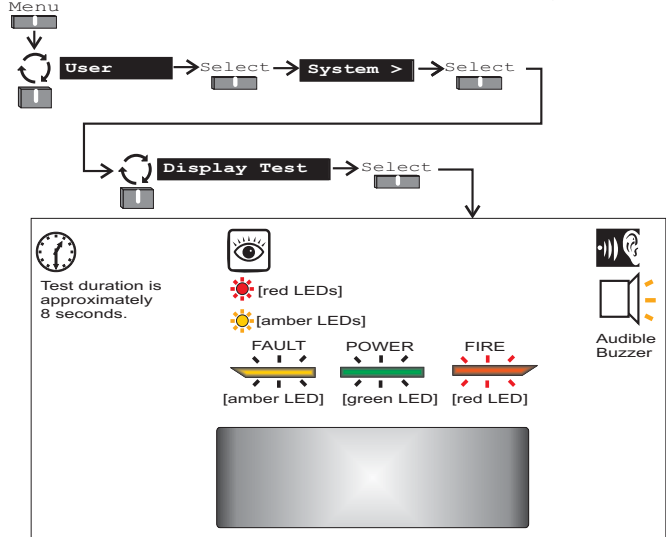 Menu
User
Select
System >
Select
Display Test
Select
Test duration is
approximately
8 seconds.
[red LEDs]
[amber LEDs]
FAULT
POWER
FIRE
[amber LED]
[green LED]
[red LED]
Audible
Buzzer